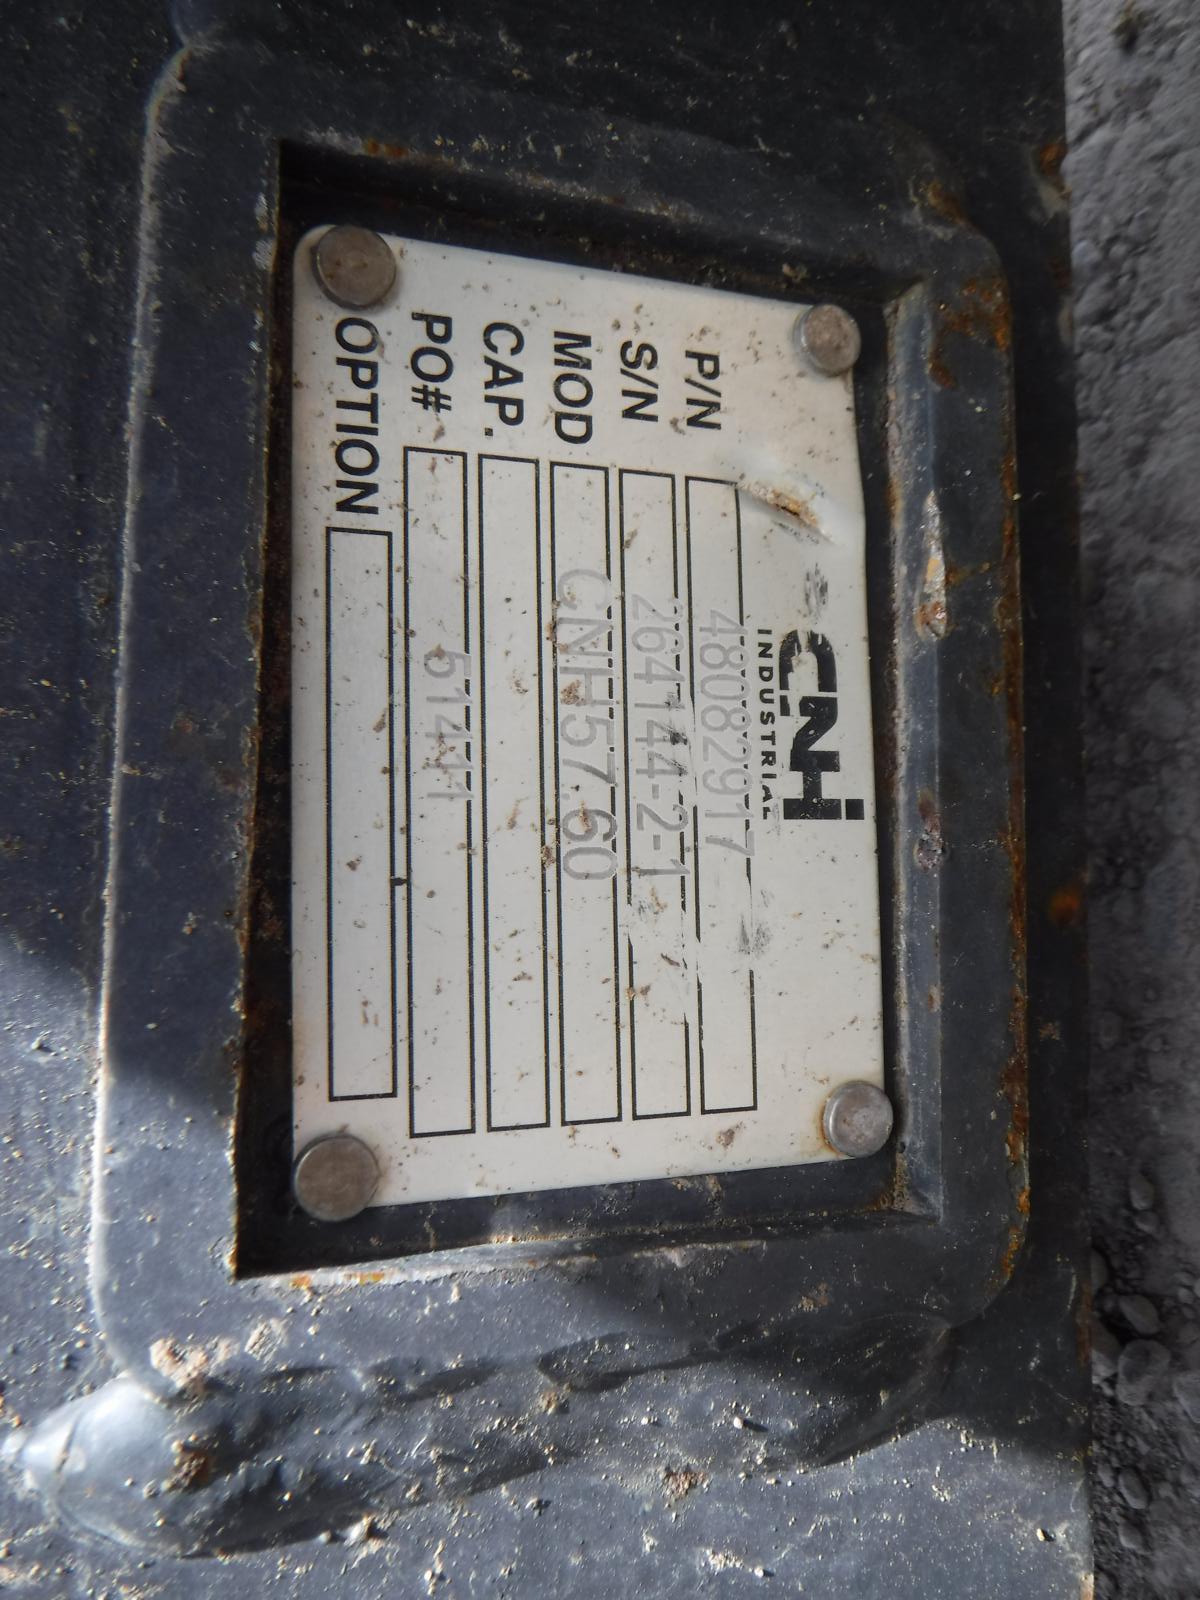 CNH
INDUSTRIAL
P/N 48082917
S/N 264144-2-1
MOD CNH57.60
CAP.
PO# 51411
OPTION